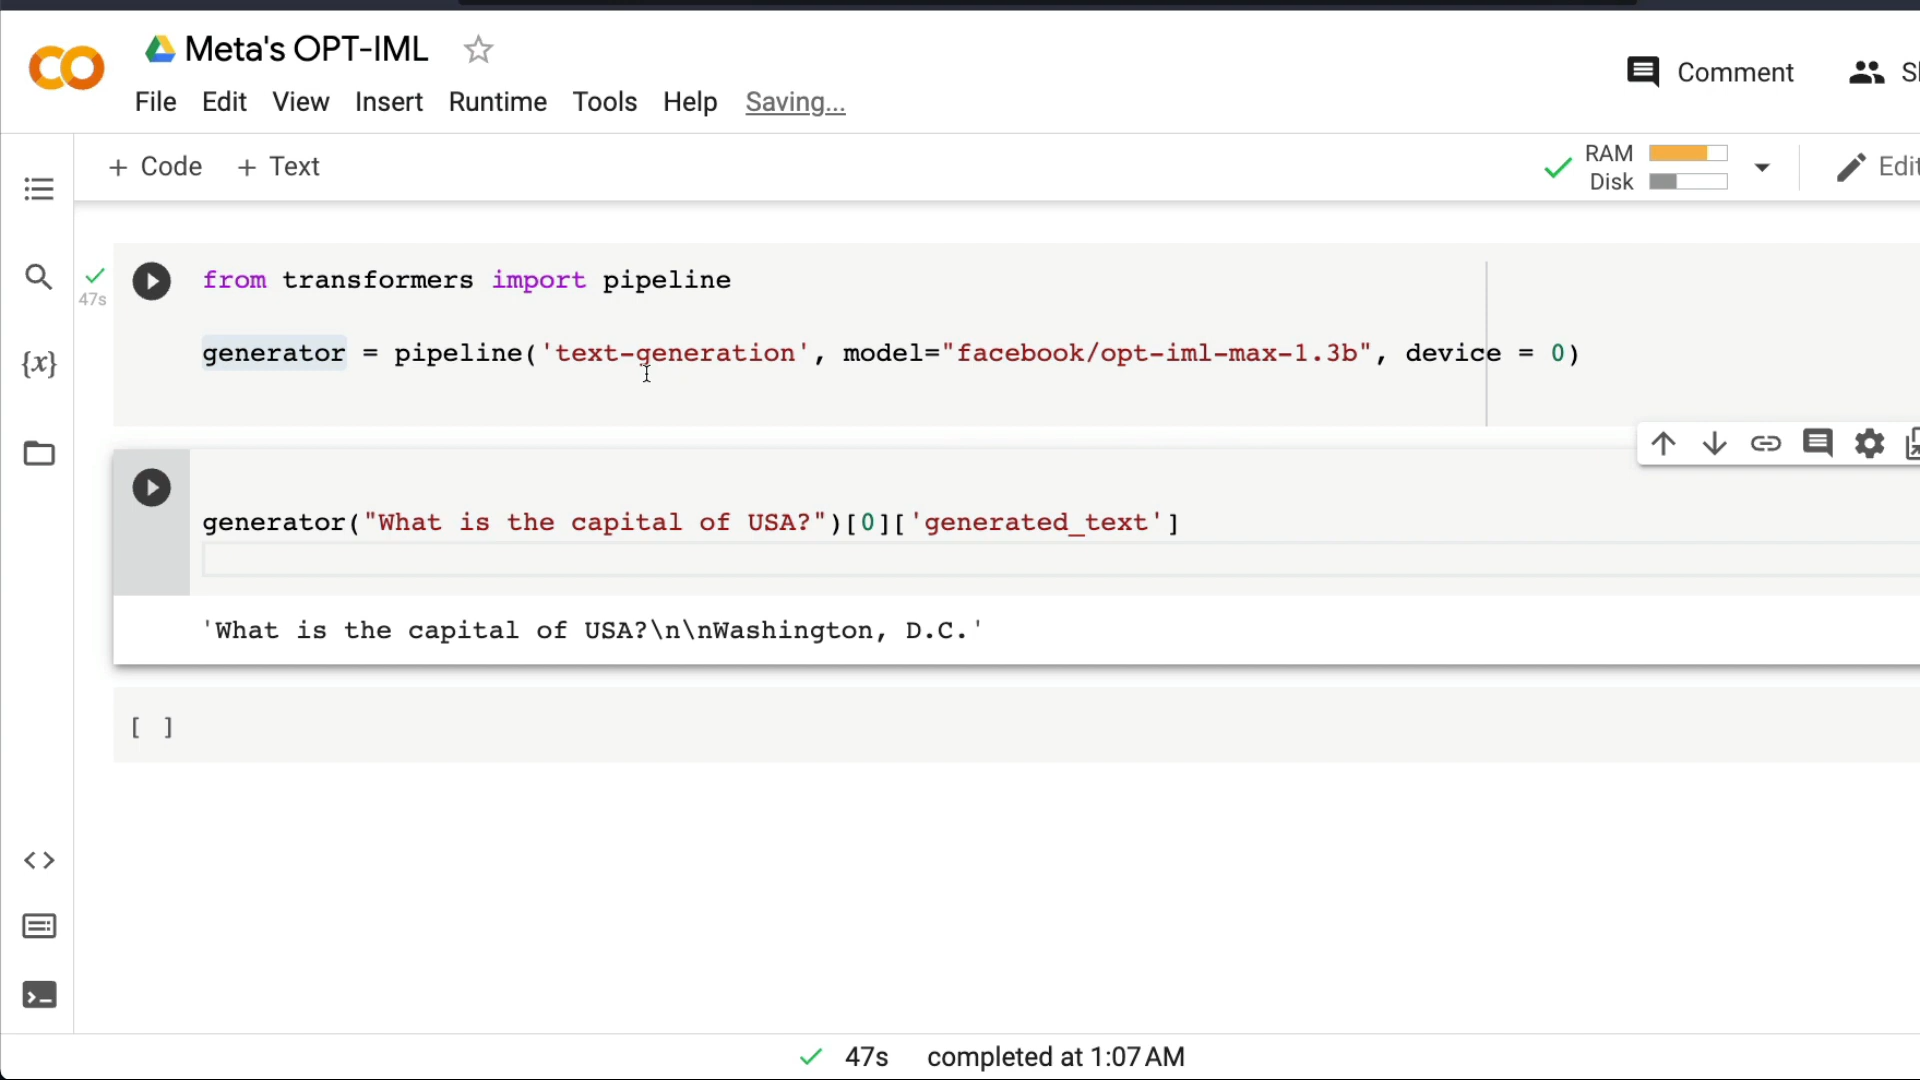 Meta's OPT-IML
Comment
File Edit View Insert Runtime Tools Help Saving...
+ Code + Text
RAM
Disk
47s
from transformers import pipeline
generator = pipeline('text-generation', model="facebook/opt-iml-max-1.3b", device = 0)
{x}
generator("What is the capital of USA?")[0]['generated_text']
'What is the capital of USA?\n\nWashington, D.C.'
[ ]
47s completed at 1:07 AM